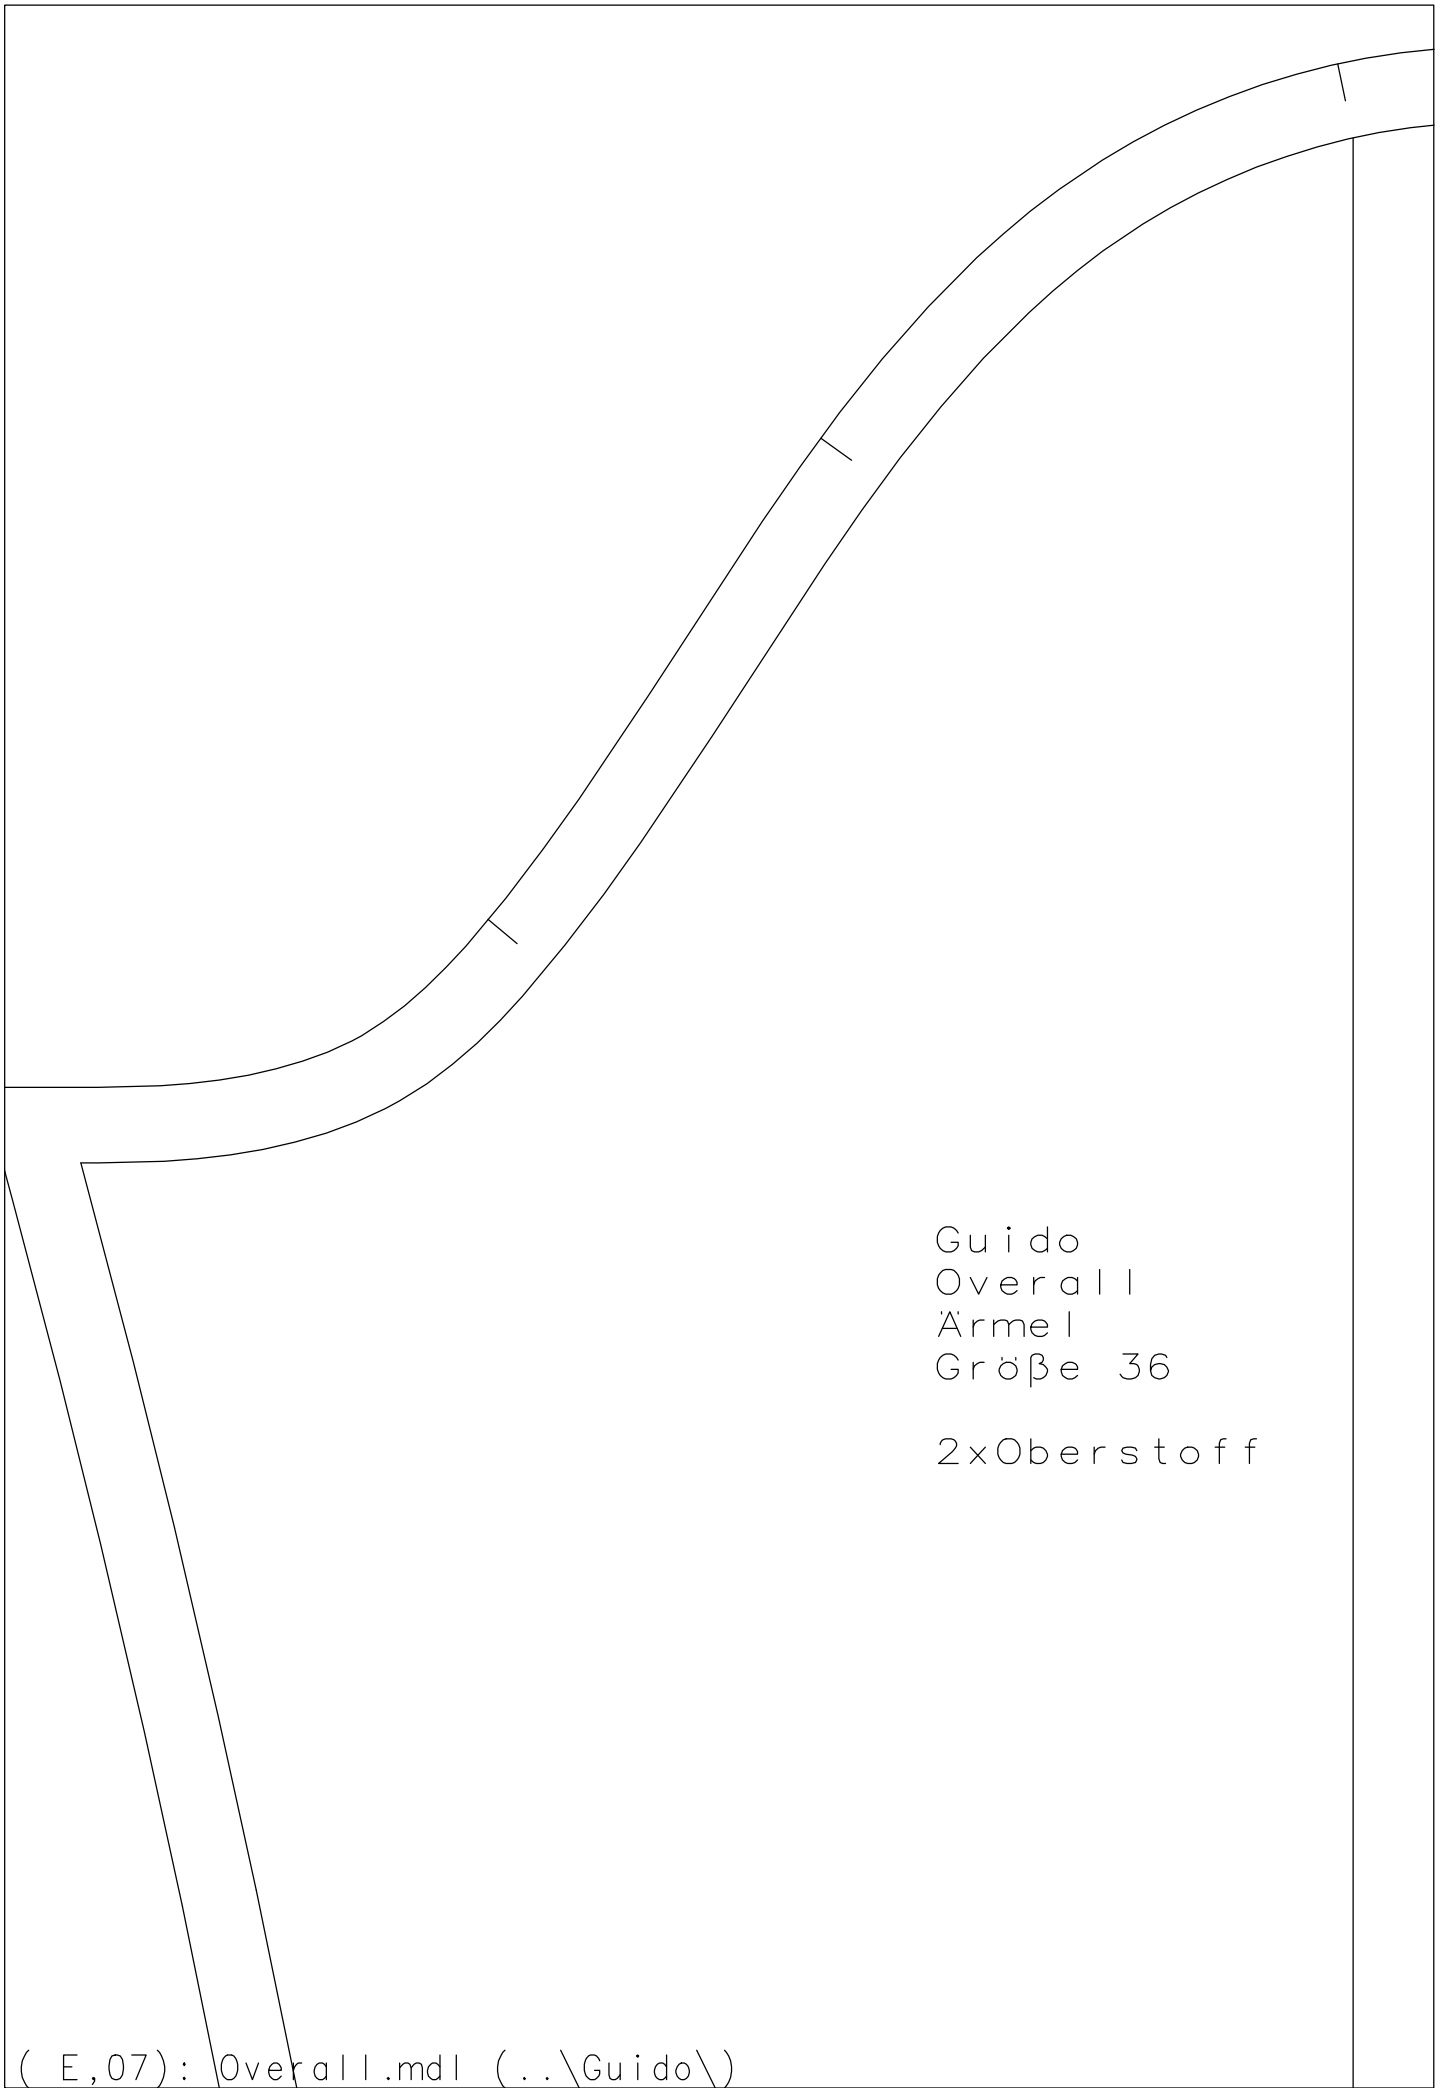 Guido
Overall
Ärmel
Größe 36
2xOberstoff
( E,07): Overall.mdl (..\Guido\)